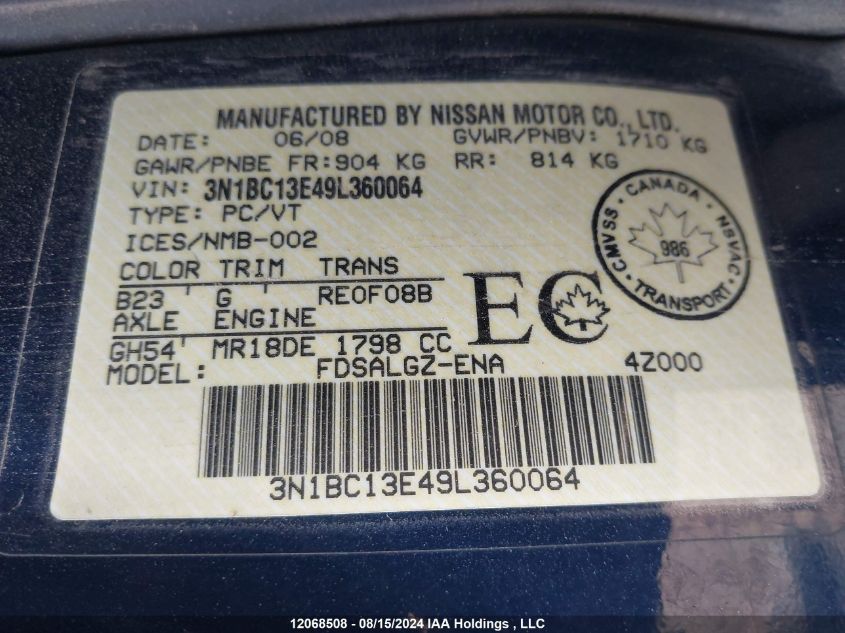 MANUFACTURED BY NISSAN MOTOR CO., LTD.
DATE: 06/08 GVWR/PNBV: 1710 KG
GAWR/PNBE FR:904 KG RR: 814 KG
VIN: 3N1BC13E49L360064
TYPE: PC/VT
ICES/NMB-002
COLOR TRIM TRANS
B23 ' G ' RE0F08B
AXLE ENGINE
GH54' MR18DE 1798 CC
MODEL: FDSALGZ-ENA 4Z000
EC
CANADA
CMVSS NSVAC
986
TRANSPORT
3N1BC13E49L360064
12068508 - 08/15/2024 IAA Holdings , LLC